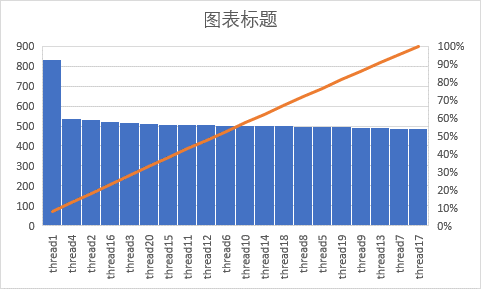 图表标题
900
800
700
600
500
400
300
200
100
0
100%
90%
80%
70%
60%
50%
40%
30%
20%
10%
0%
thread1
thread4
thread2
thread16
thread3
thread20
thread15
thread11
thread12
thread6
thread10
thread14
thread18
thread8
thread5
thread19
thread9
thread13
thread7
thread17